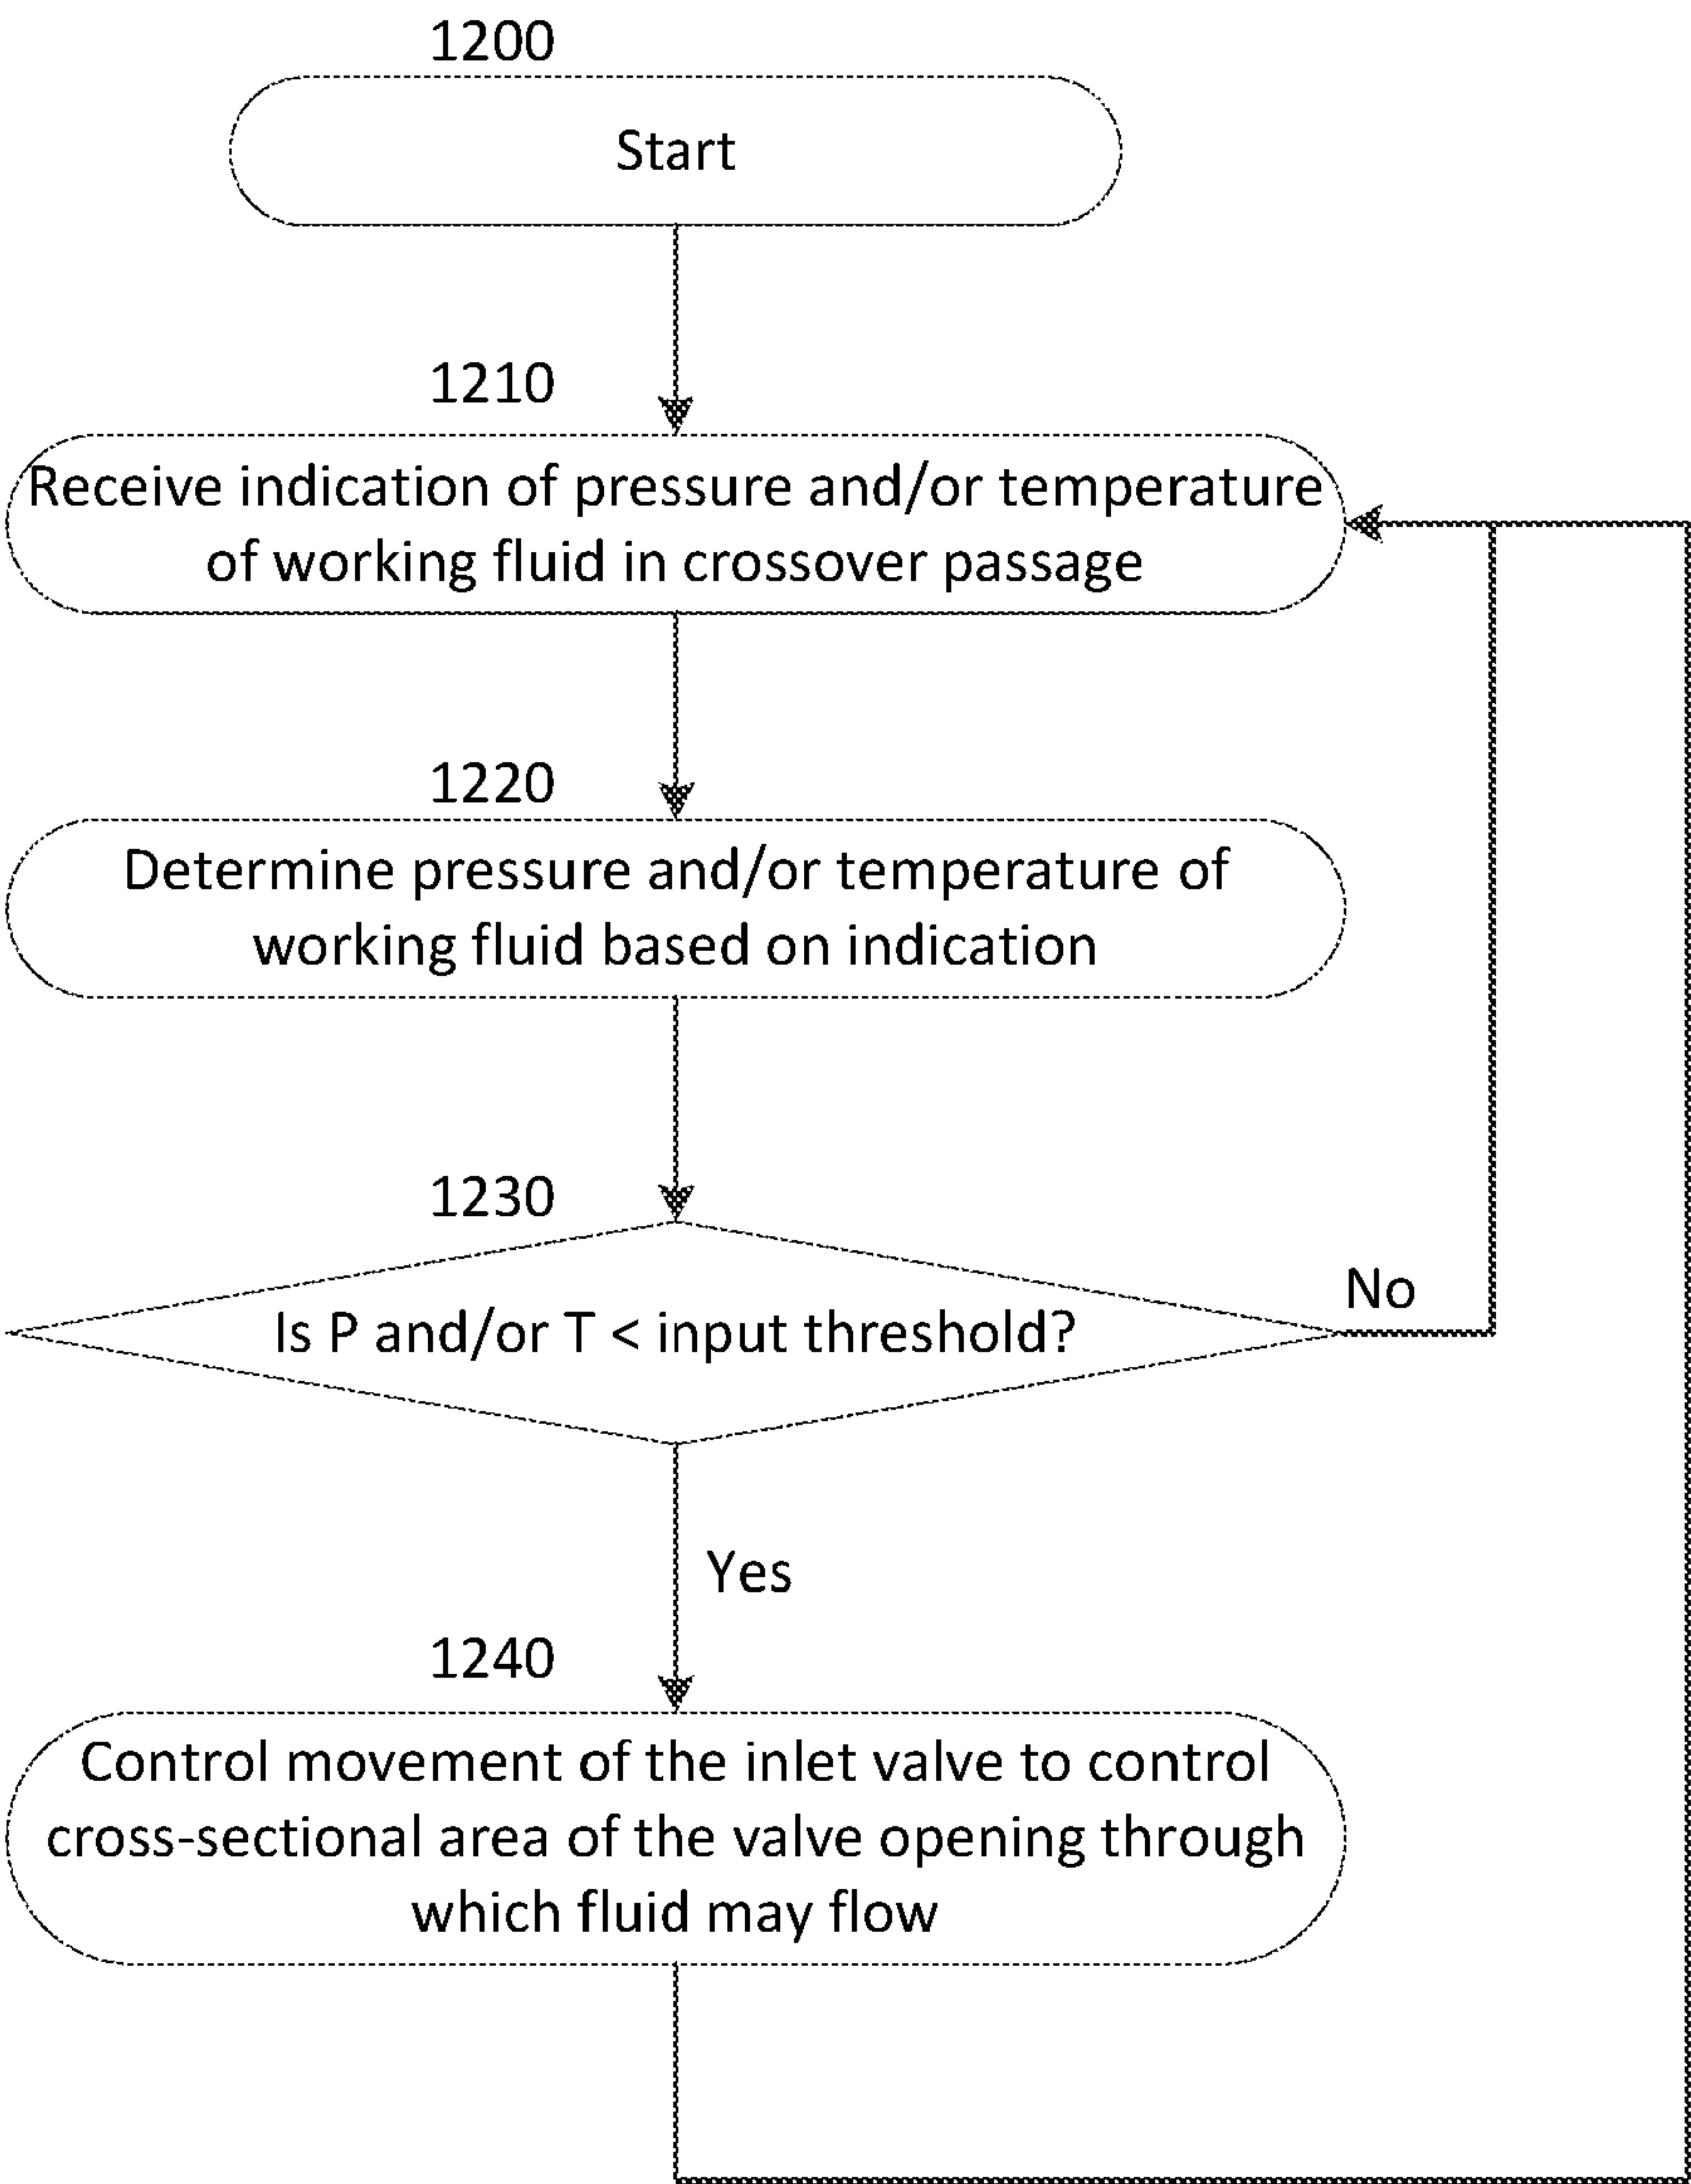 1200
Start
1210
Receive indication of pressure and/or temperature
of working fluid in crossover passage
1220
Determine pressure and/or temperature of
working fluid based on indication
1230
Is P and/or T < input threshold?
No
Yes
1240
Control movement of the inlet valve to control
cross-sectional area of the valve opening through
which fluid may flow